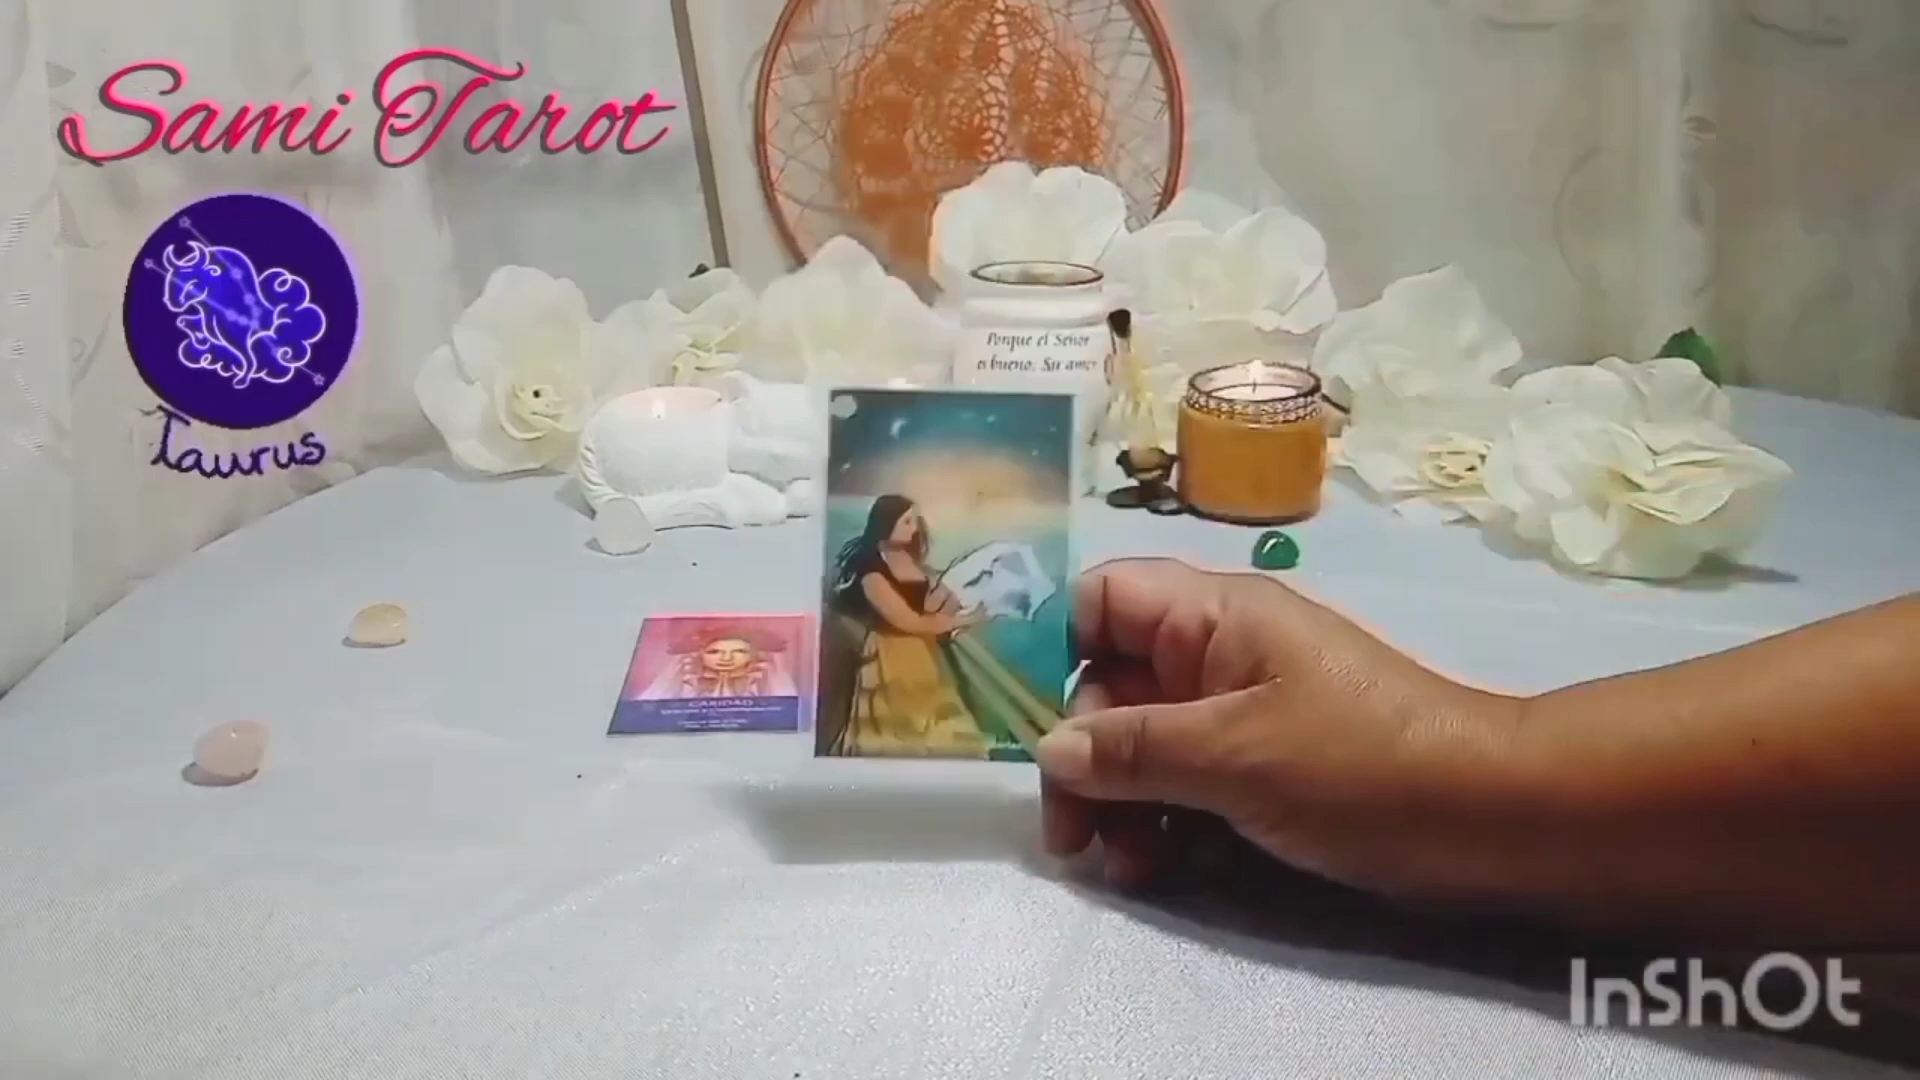 Sami Tarot
Taurus
Porque el Señor
es bueno. Su amor
CARIDAD
InShOt